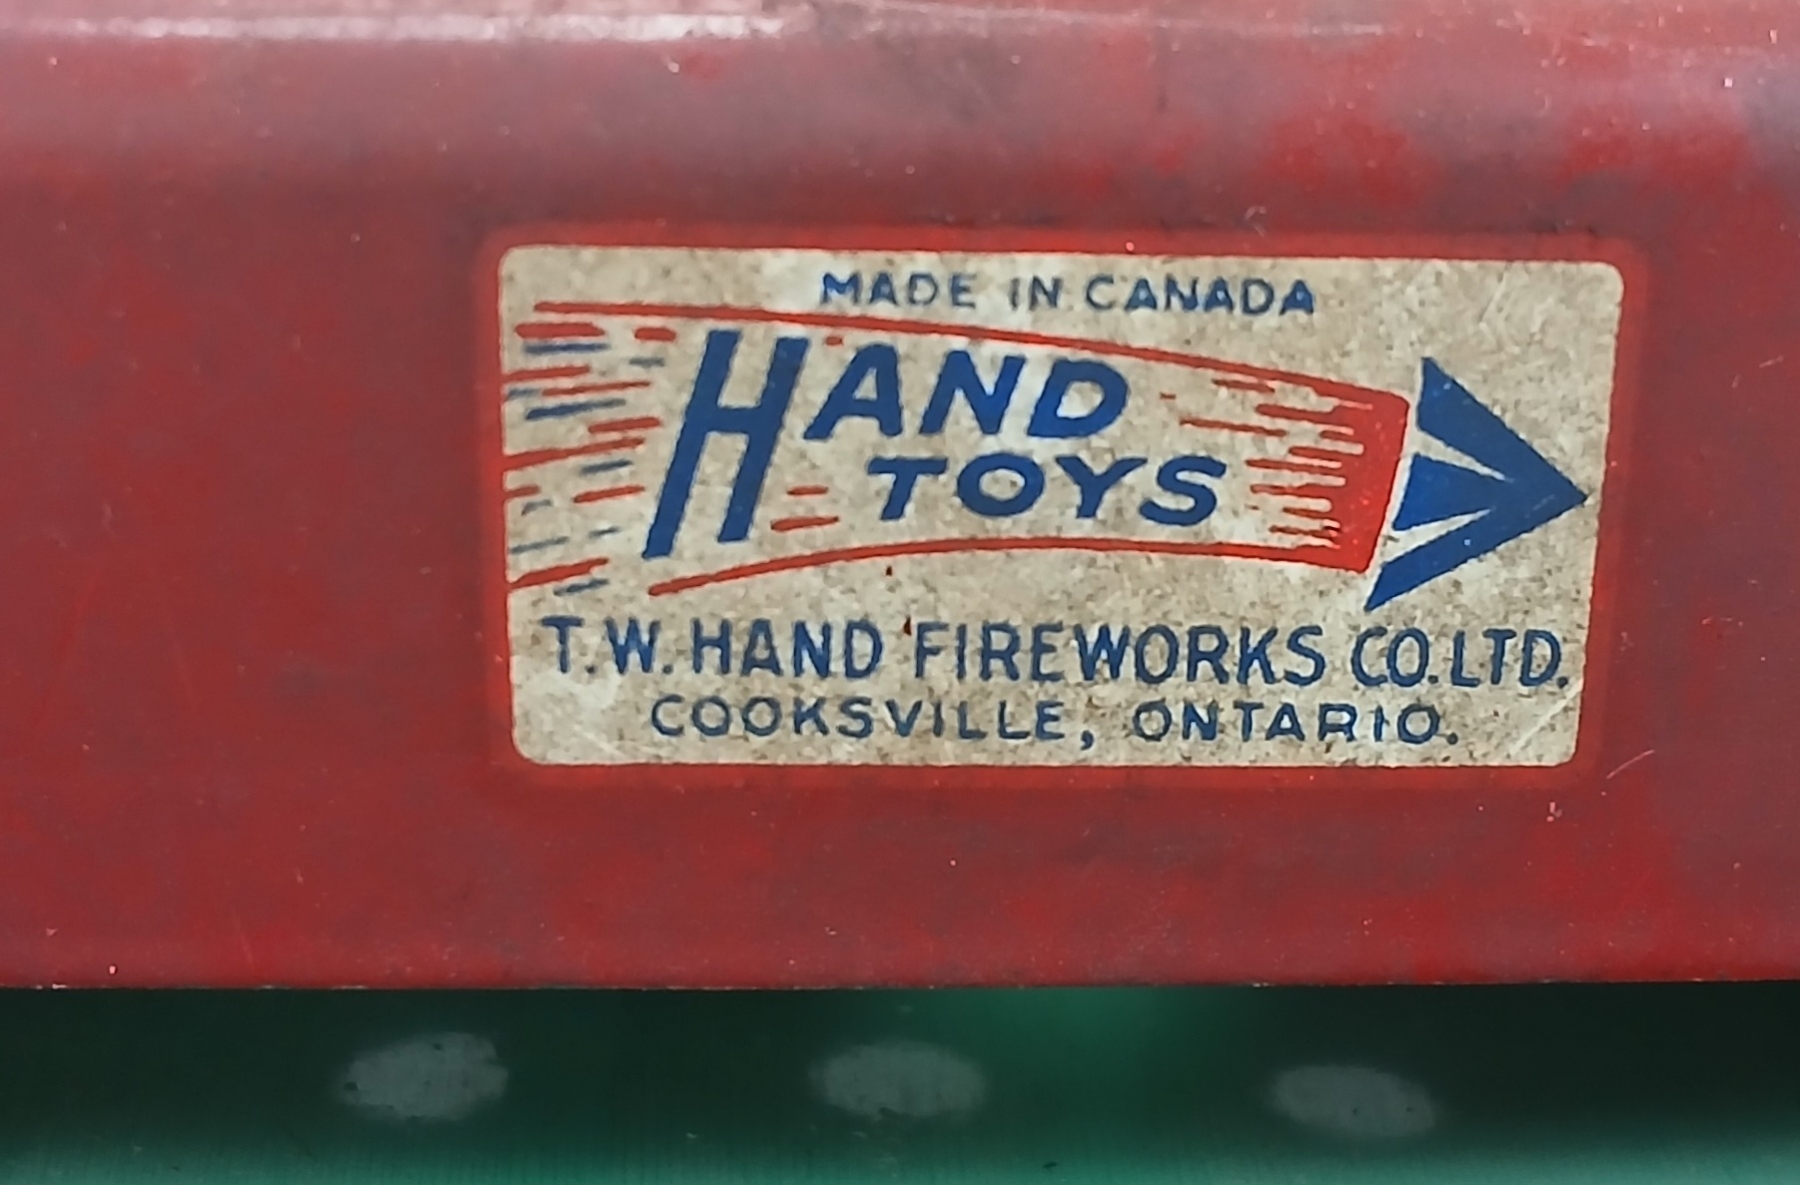 MADE IN CANADA
HAND
TOYS
T.W. HAND FIREWORKS CO. LTD.
COOKSVILLE, ONTARIO.